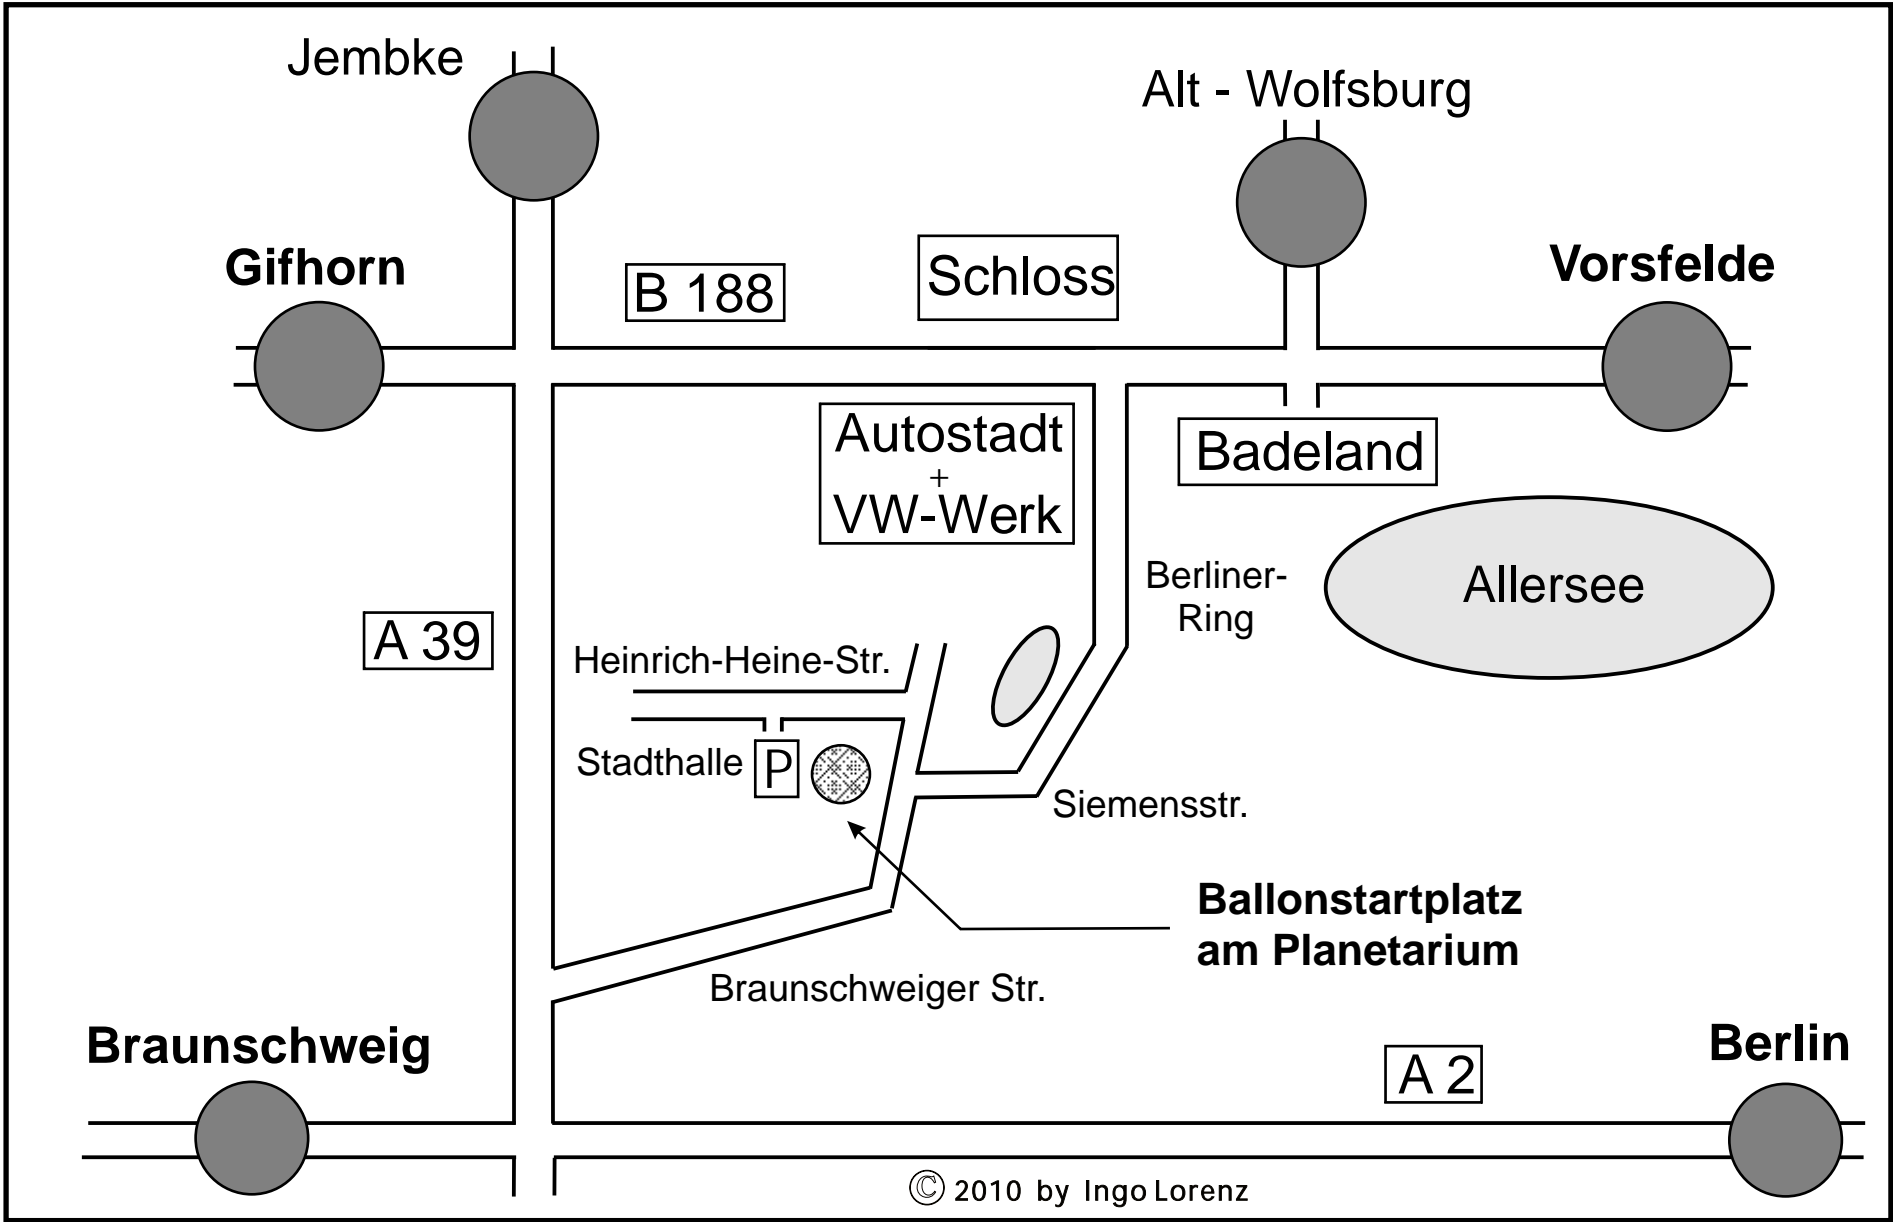 Jembke
Alt - Wolfsburg
Gifhorn
B 188
Schloss
Vorsfelde
Autostadt
+
VW-Werk
Badeland
Berliner-
Ring
Allersee
A 39
Heinrich-Heine-Str.
Stadthalle
P
Siemensstr.
Ballonstartplatz
am Planetarium
Braunschweiger Str.
Braunschweig
Berlin
A 2
© 2010 by Ingo Lorenz